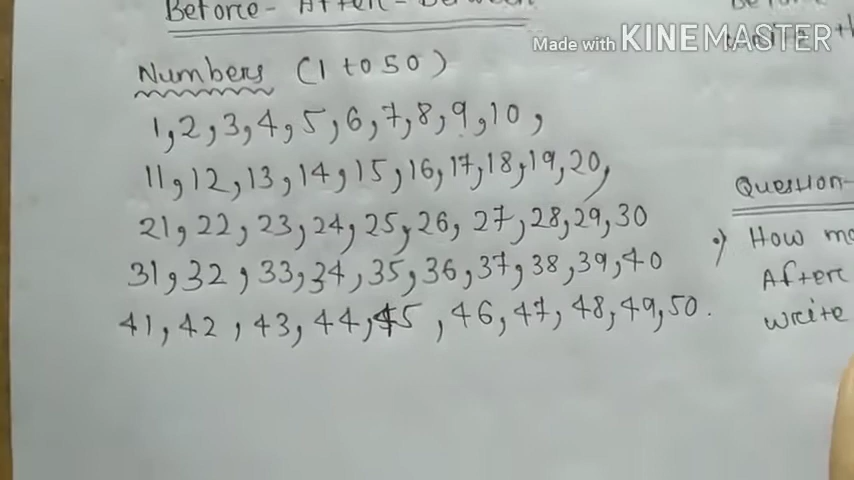 Beforce - After - Between
Made with KINEMASTER
Numbers (1 to 50)
1, 2, 3, 4, 5, 6, 7, 8, 9, 10,
11, 12, 13, 14, 15, 16, 17, 18, 19, 20,
21, 22, 23, 24, 25, 26, 27, 28, 29, 30
31, 32, 33, 34, 35, 36, 37, 38, 39, 40
41, 42, 43, 44, 45, 46, 47, 48, 49, 50.
Question-
How
Afterc
wrcite